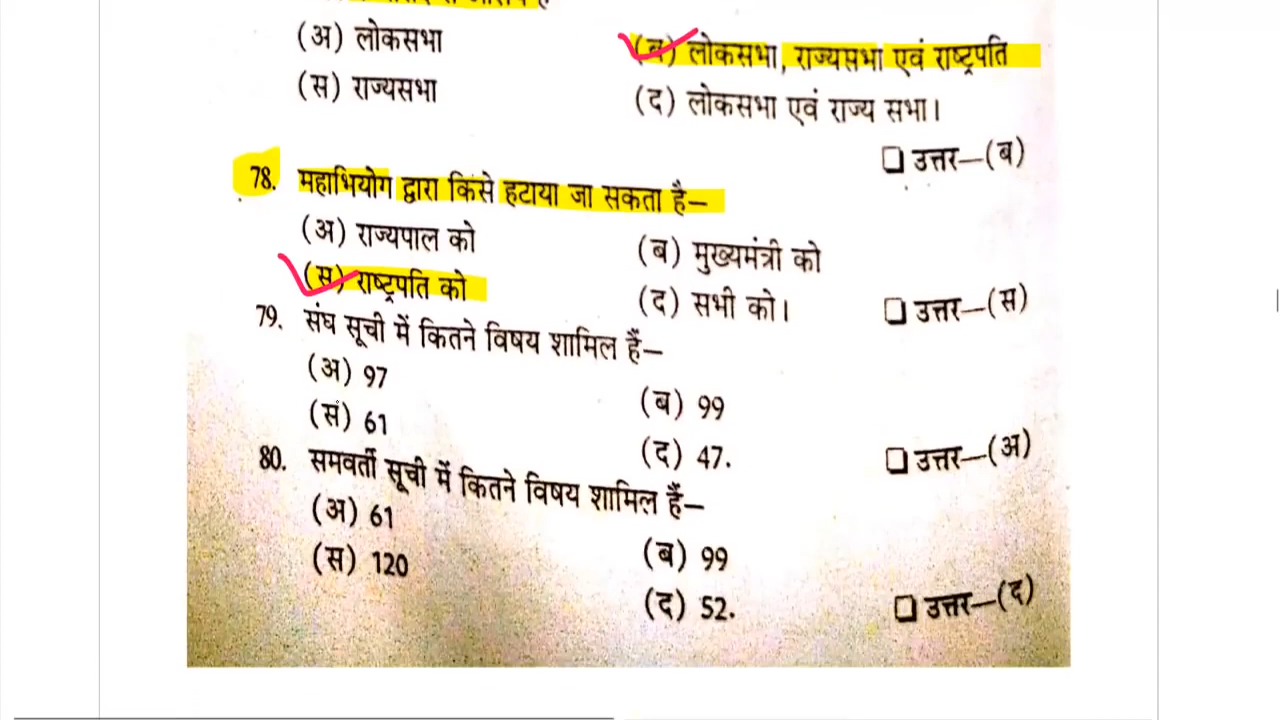 (अ) लोकसभा (ब) लोकसभा, राज्यसभा एवं राष्ट्रपति
(स) राज्यसभा (द) लोकसभा एवं राज्य सभा।
❑ उत्तर—(ब)
78. महाभियोग द्वारा किसे हटाया जा सकता है—
(अ) राज्यपाल को (ब) मुख्यमंत्री को
(स) राष्ट्रपति को (द) सभी को। ❑ उत्तर—(स)
79. संघ सूची में कितने विषय शामिल हैं—
(अ) 97 (ब) 99
(स) 61 (द) 47. ❑ उत्तर—(अ)
80. समवर्ती सूची में कितने विषय शामिल हैं—
(अ) 61 (ब) 99
(स) 120 (द) 52. ❑ उत्तर—(द)